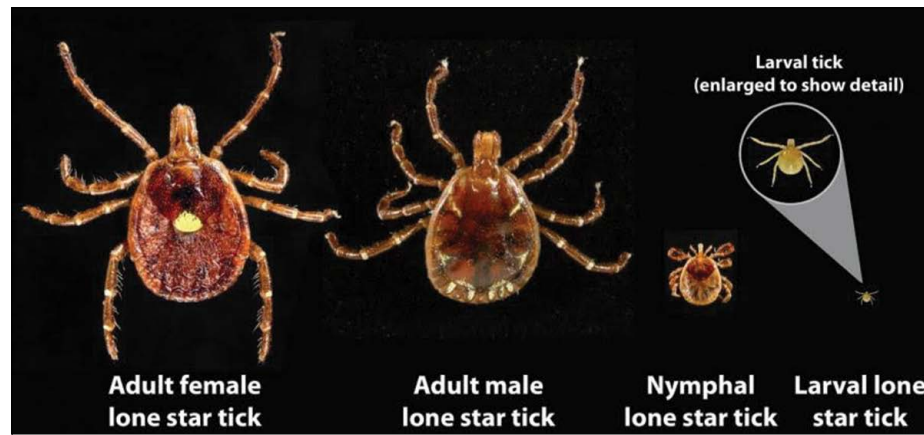 Larval tick
(enlarged to show detail)
Adult female
lone star tick
Adult male
lone star tick
Nymphal
lone star tick
Larval lone
star tick